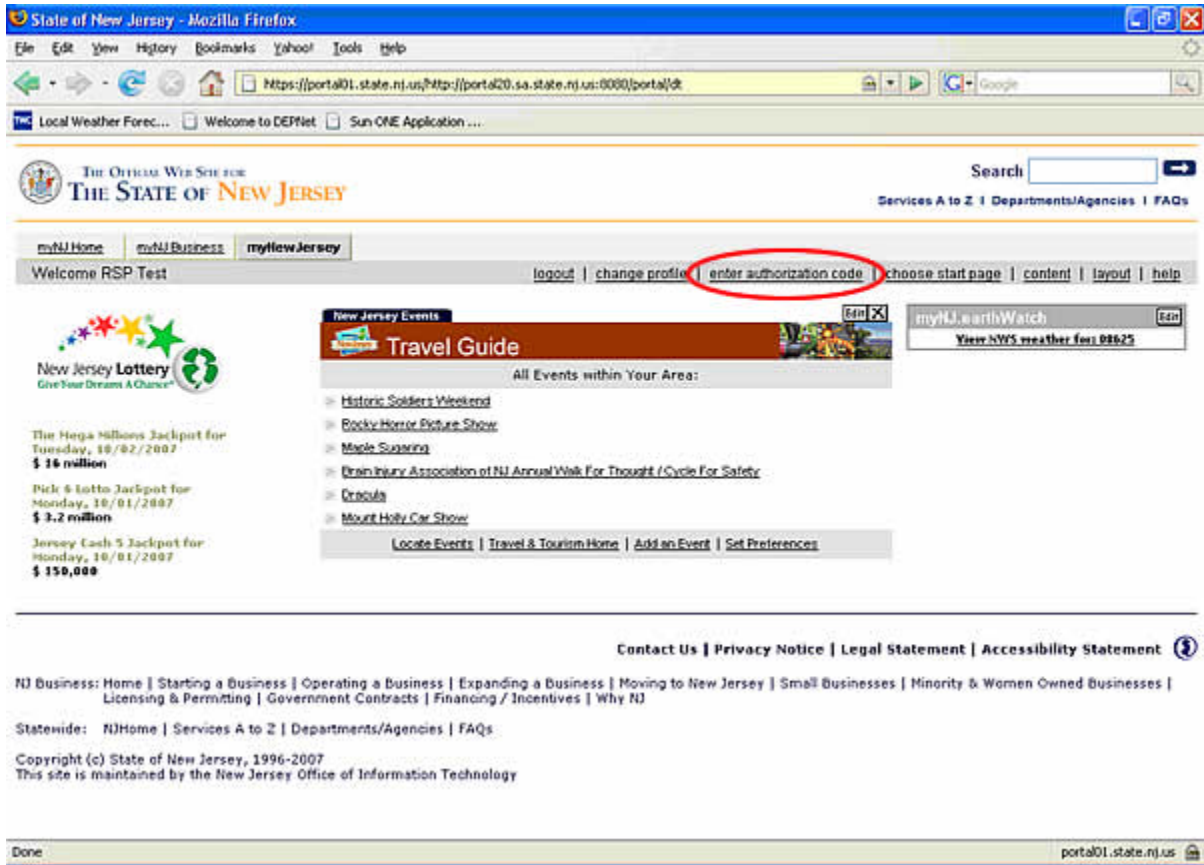 State of New Jersey - Mozilla Firefox
File Edit View History Bookmarks Yahoo! Tools Help
https://portal01.state.nj.us/http://portal20.sa.state.nj.us:8080/portal/dt
G Google
Local Weather Forec... Welcome to DEPNet Sun ONE Application ...
The Official Web Site for
The State of New Jersey
Search
Services A to Z | Departments/Agencies | FAQs
myNJ Home myNJ Business myNewJersey
Welcome RSP Test
logout | change profile | enter authorization code | choose start page | content | layout | help
New Jersey Lottery
Give Your Dreams A Chance
The Mega Millions Jackpot for
Tuesday, 10/02/2007
$ 16 million
Pick 6 Lotto Jackpot for
Monday, 10/01/2007
$ 3.2 million
Jersey Cash 5 Jackpot for
Monday, 10/01/2007
$ 150,000
New Jersey Events
Edit X
Travel Guide
All Events within Your Area:
Historic Soldiers Weekend
Rocky Horror Picture Show
Maple Sugaring
Brain Injury Association of NJ Annual Walk For Thought / Cycle For Safety
Dracula
Mount Holly Car Show
Locate Events | Travel & Tourism Home | Add an Event | Set Preferences
myNJ.earthWatch
Edit
View NWS weather for: 08625
Contact Us | Privacy Notice | Legal Statement | Accessibility Statement
NJ Business: Home | Starting a Business | Operating a Business | Expanding a Business | Moving to New Jersey | Small Businesses | Minority & Women Owned Businesses |
Licensing & Permitting | Government Contracts | Financing / Incentives | Why NJ
Statewide: NJHome | Services A to Z | Departments/Agencies | FAQs
Copyright (c) State of New Jersey, 1996-2007
This site is maintained by the New Jersey Office of Information Technology
Done
portal01.state.nj.us